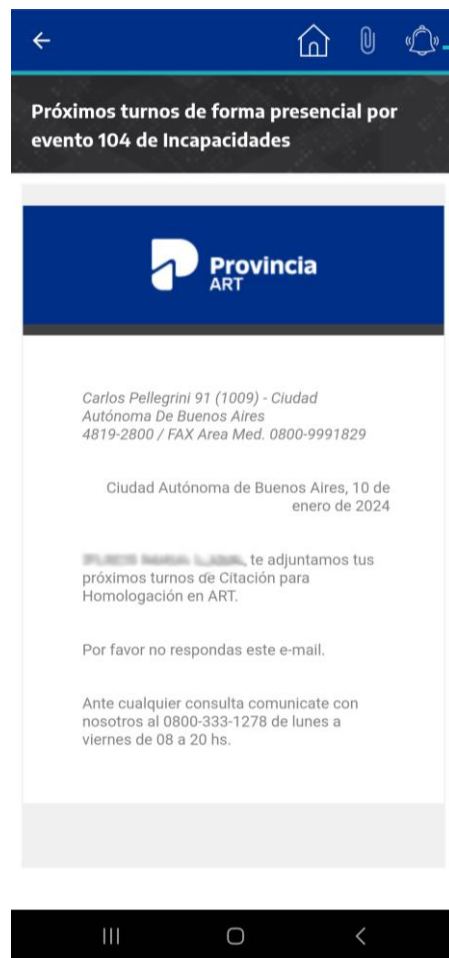 Próximos turnos de forma presencial por
evento 104 de Incapacidades
Provincia
ART
Carlos Pellegrini 91 (1009) - Ciudad
Autónoma De Buenos Aires
4819-2800 / FAX Area Med. 0800-9991829
Ciudad Autónoma de Buenos Aires, 10 de
enero de 2024
, te adjuntamos tus
próximos turnos de Citación para
Homologación en ART.
Por favor no respondas este e-mail.
Ante cualquier consulta comunicate con
nosotros al 0800-333-1278 de lunes a
viernes de 08 a 20 hs.